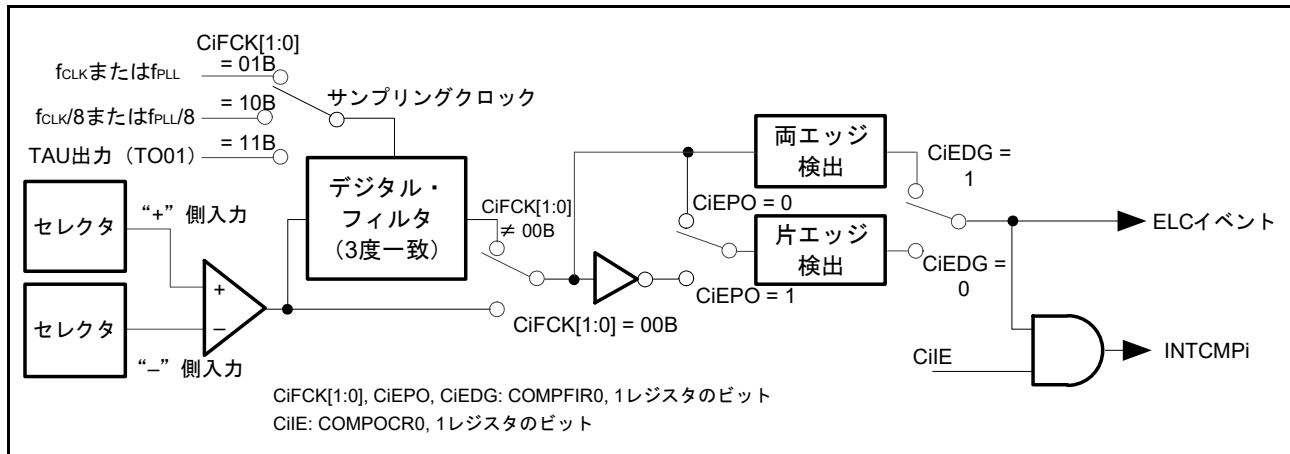 CiFCK[1:0]
fCLKまたはfPLL
= 01B
サンプリングクロック
fCLK/8またはfPLL/8
= 10B
TAU出力（TO01）
= 11B
セレクタ
“+”側入力
セレクタ
“–”側入力
+
–
デジタル・
フィルタ
（3度一致）
CiFCK[1:0]
≠ 00B
CiFCK[1:0] = 00B
CiEPO = 0
CiEPO = 1
両エッジ
検出
片エッジ
検出
CiEDG =
1
CiEDG =
0
ELCイベント
CiIE
INTCMPi
CiFCK[1:0], CiEPO, CiEDG: COMPFIR0, 1レジスタのビット
CiIE: COMPOCR0, 1レジスタのビット